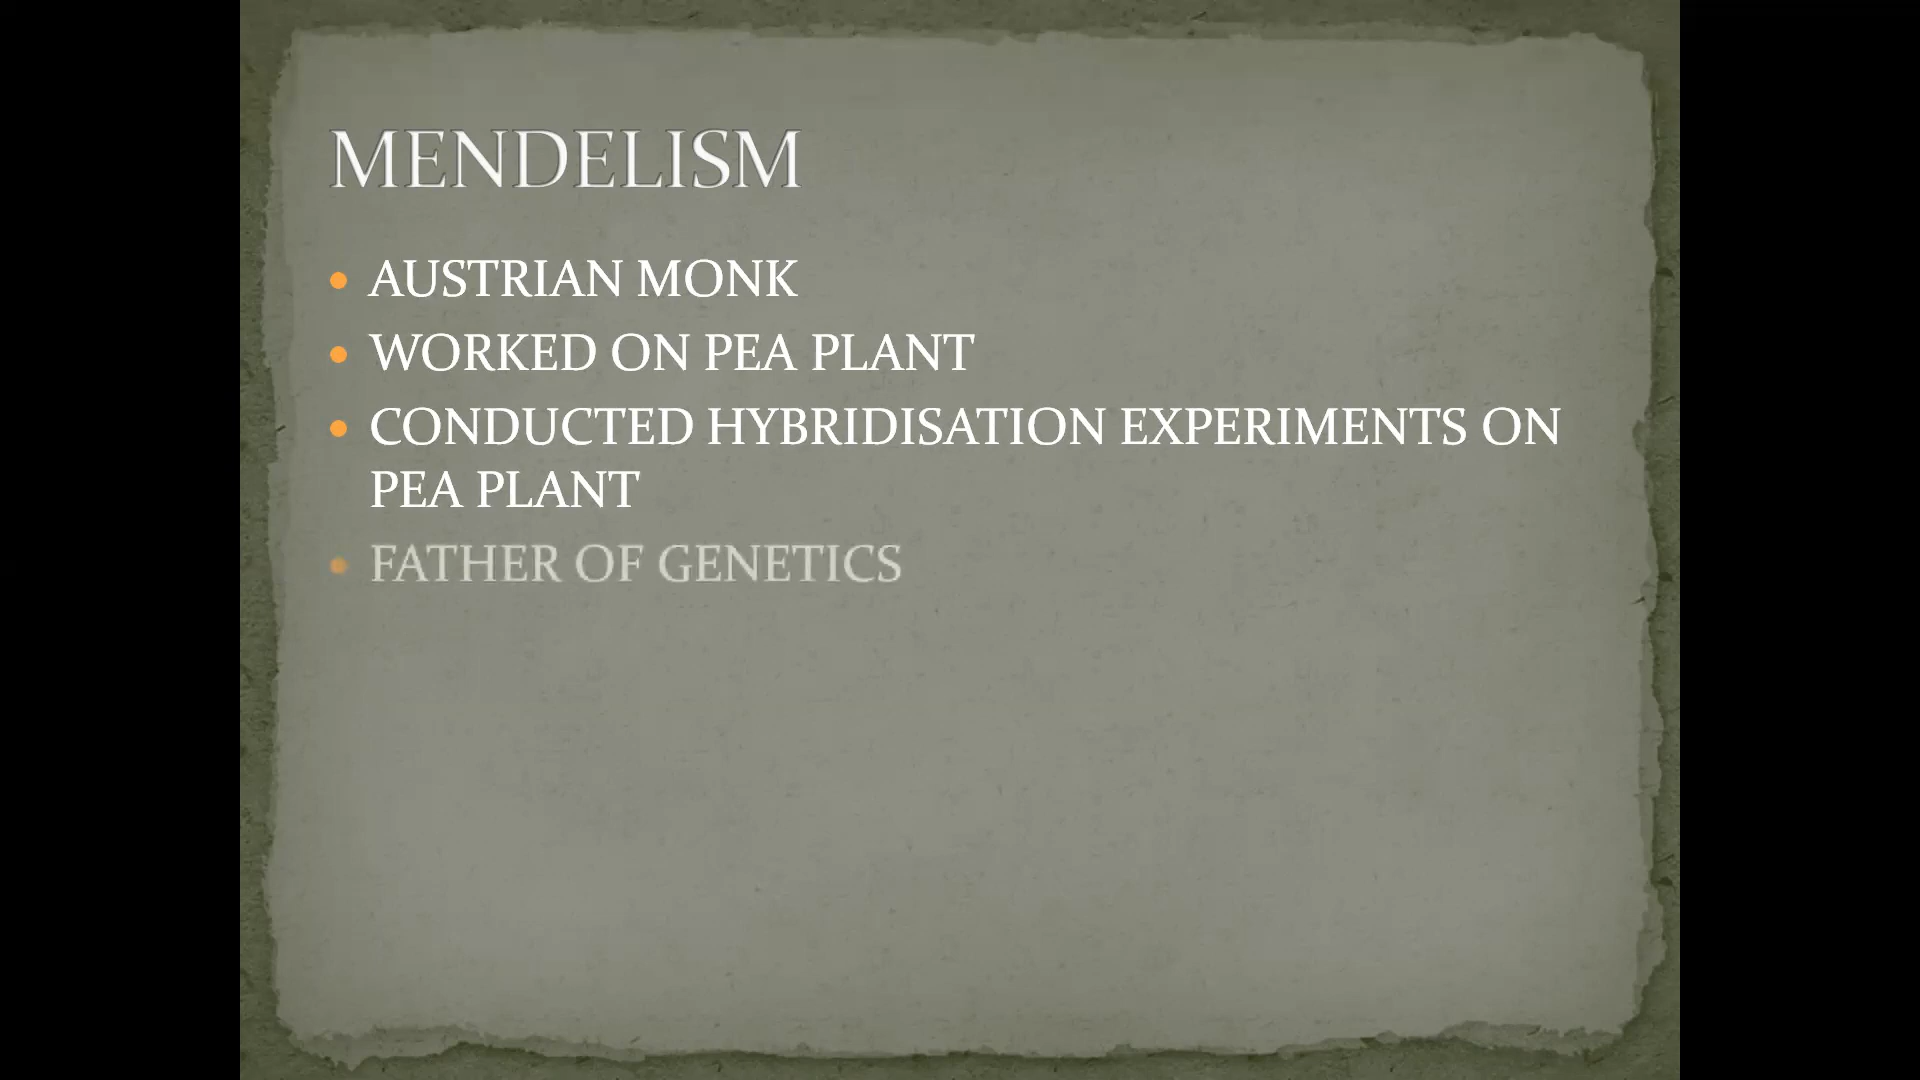 MENDELISM
• AUSTRIAN MONK
• WORKED ON PEA PLANT
• CONDUCTED HYBRIDISATION EXPERIMENTS ON
PEA PLANT
• FATHER OF GENETICS